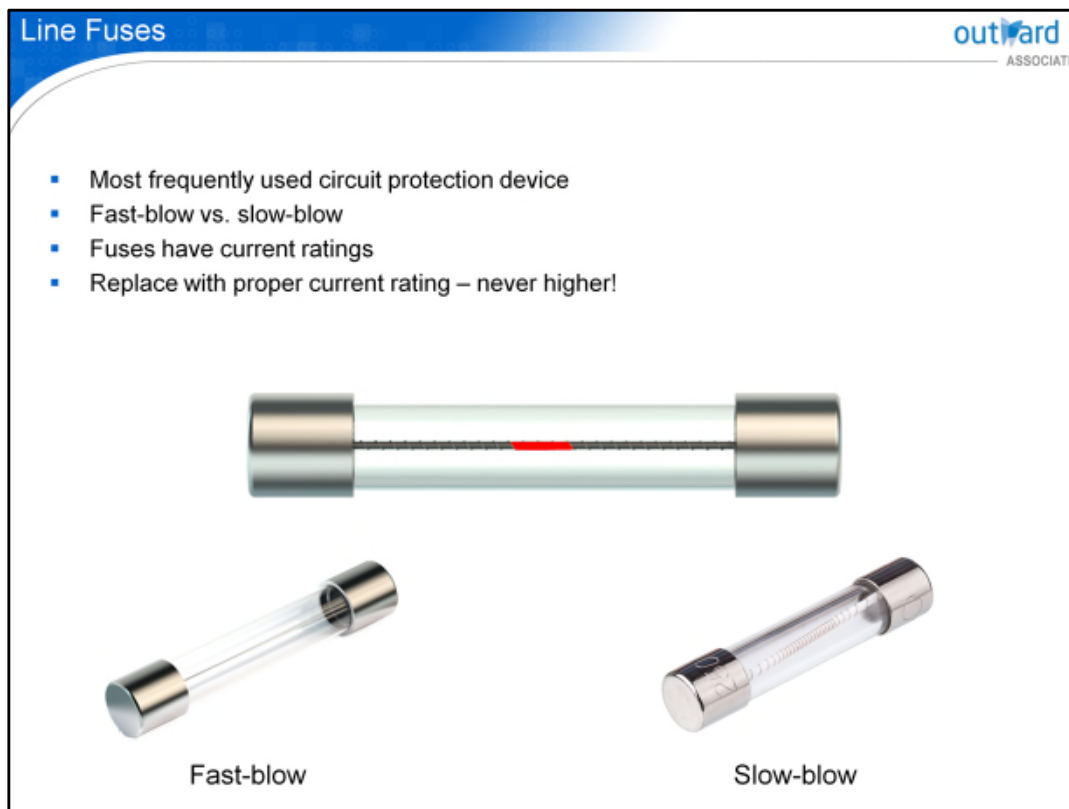 Line Fuses
ASSOCIAT
▪ Most frequently used circuit protection device
▪ Fast-blow vs. slow-blow
▪ Fuses have current ratings
▪ Replace with proper current rating – never higher!
250
Fast-blow
Slow-blow